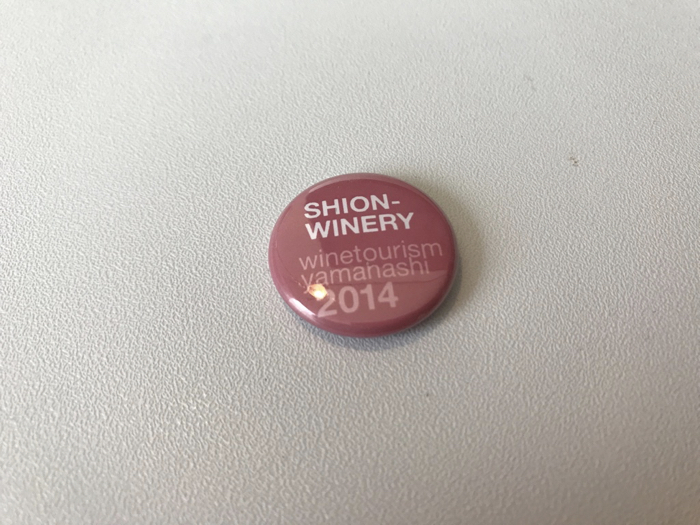 SHION-
WINERY
winetourism
yamanashi
2014